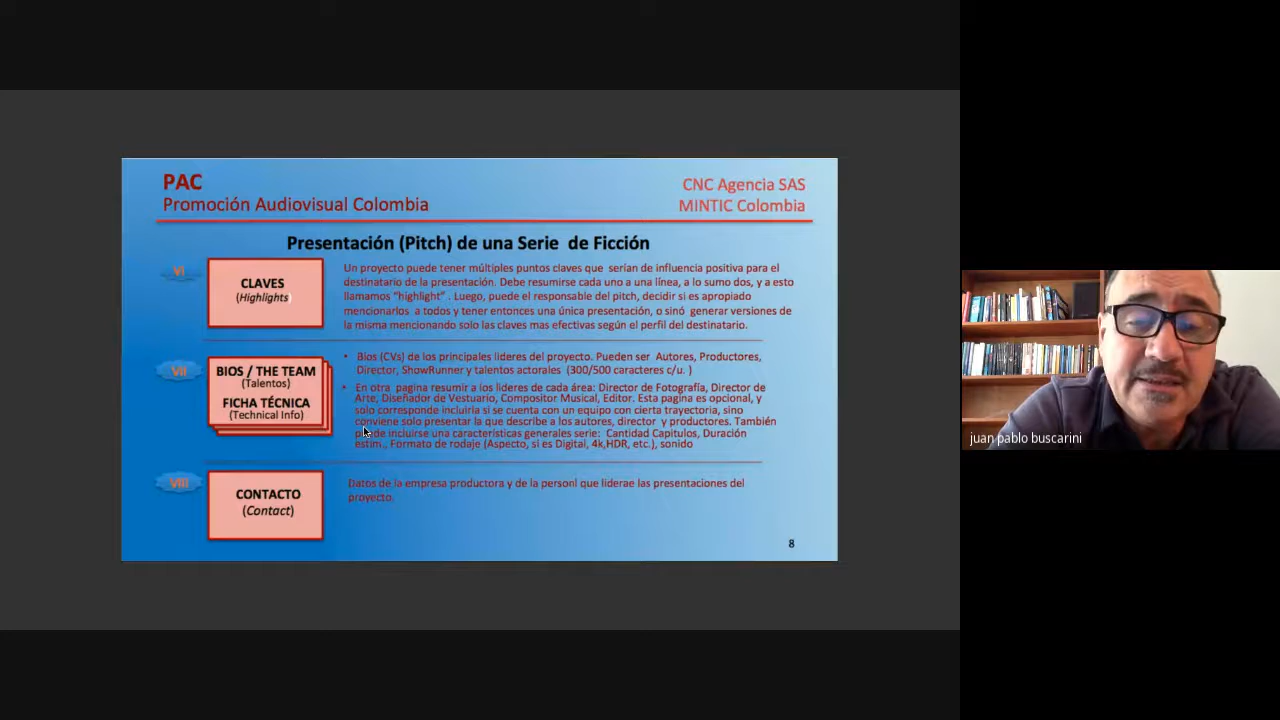 PAC
Promoción Audiovisual Colombia
CNC Agencia SAS
MINTIC Colombia
Presentación (Pitch) de una Serie de Ficción
VI
CLAVES
(Highlights)
Un proyecto puede tener múltiples puntos claves que serían de influencia positiva para el
destinatario de la presentación. Debe resumirse cada uno a una línea, a lo sumo dos, y a esto
llamamos "highlight" . Luego, puede el responsable del pitch, decidir si es apropiado
mencionarlos a todos y tener entonces una única presentación, o sinó generar versiones de
la misma mencionando solo las claves mas efectivas según el perfil del destinatario.
VII
BIOS / THE TEAM
(Talentos)
FICHA TÉCNICA
(Technical Info)
• Bios (CVs) de los principales lideres del proyecto. Pueden ser Autores, Productores,
Director, ShowRunner y talentos actorales (300/500 caracteres c/u. )
• En otra pagina resumir a los lideres de cada área: Director de Fotografía, Director de
Arte, Diseñador de Vestuario, Compositor Musical, Editor. Esta pagina es opcional, y
solo corresponde incluirla si se cuenta con un equipo con cierta trayectoria, sino
conviene solo presentar la que describe a los autores, director y productores. También
puede incluirse una características generales serie: Cantidad Capitulos, Duración
estim., Formato de rodaje (Aspecto, si es Digital, 4k,HDR, etc.), sonido
VIII
CONTACTO
(Contact)
Datos de la empresa productora y de la personl que liderae las presentaciones del
proyecto.
8
juan pablo buscarini